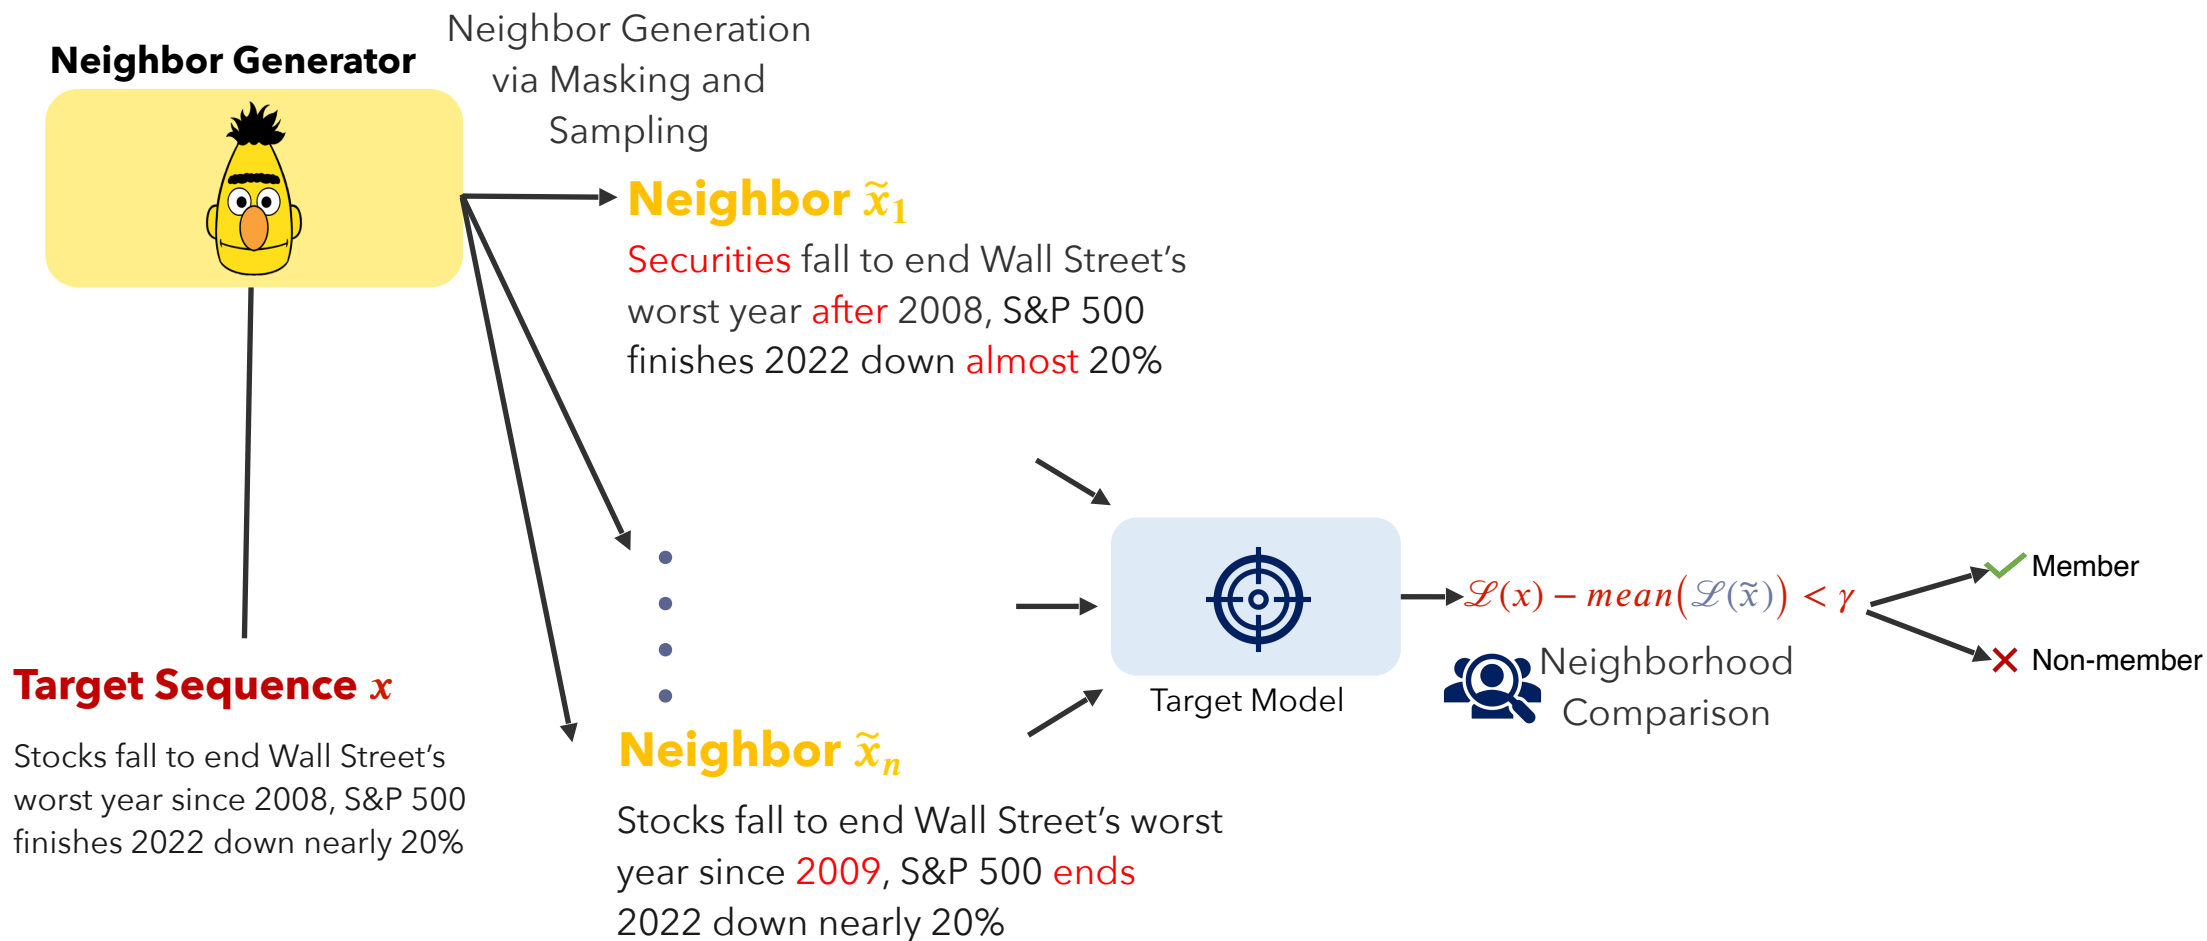 Neighbor Generator
Neighbor Generation
via Masking and
Sampling
Neighbor x̃₁
Securities fall to end Wall Street’s
worst year after 2008, S&P 500
finishes 2022 down almost 20%
Target Sequence x
Stocks fall to end Wall Street’s
worst year since 2008, S&P 500
finishes 2022 down nearly 20%
Neighbor x̃ₙ
Stocks fall to end Wall Street’s worst
year since 2009, S&P 500 ends
2022 down nearly 20%
Target Model
ℒ(x) − mean(ℒ(x̃)) < γ
Neighborhood
Comparison
Member
Non-member